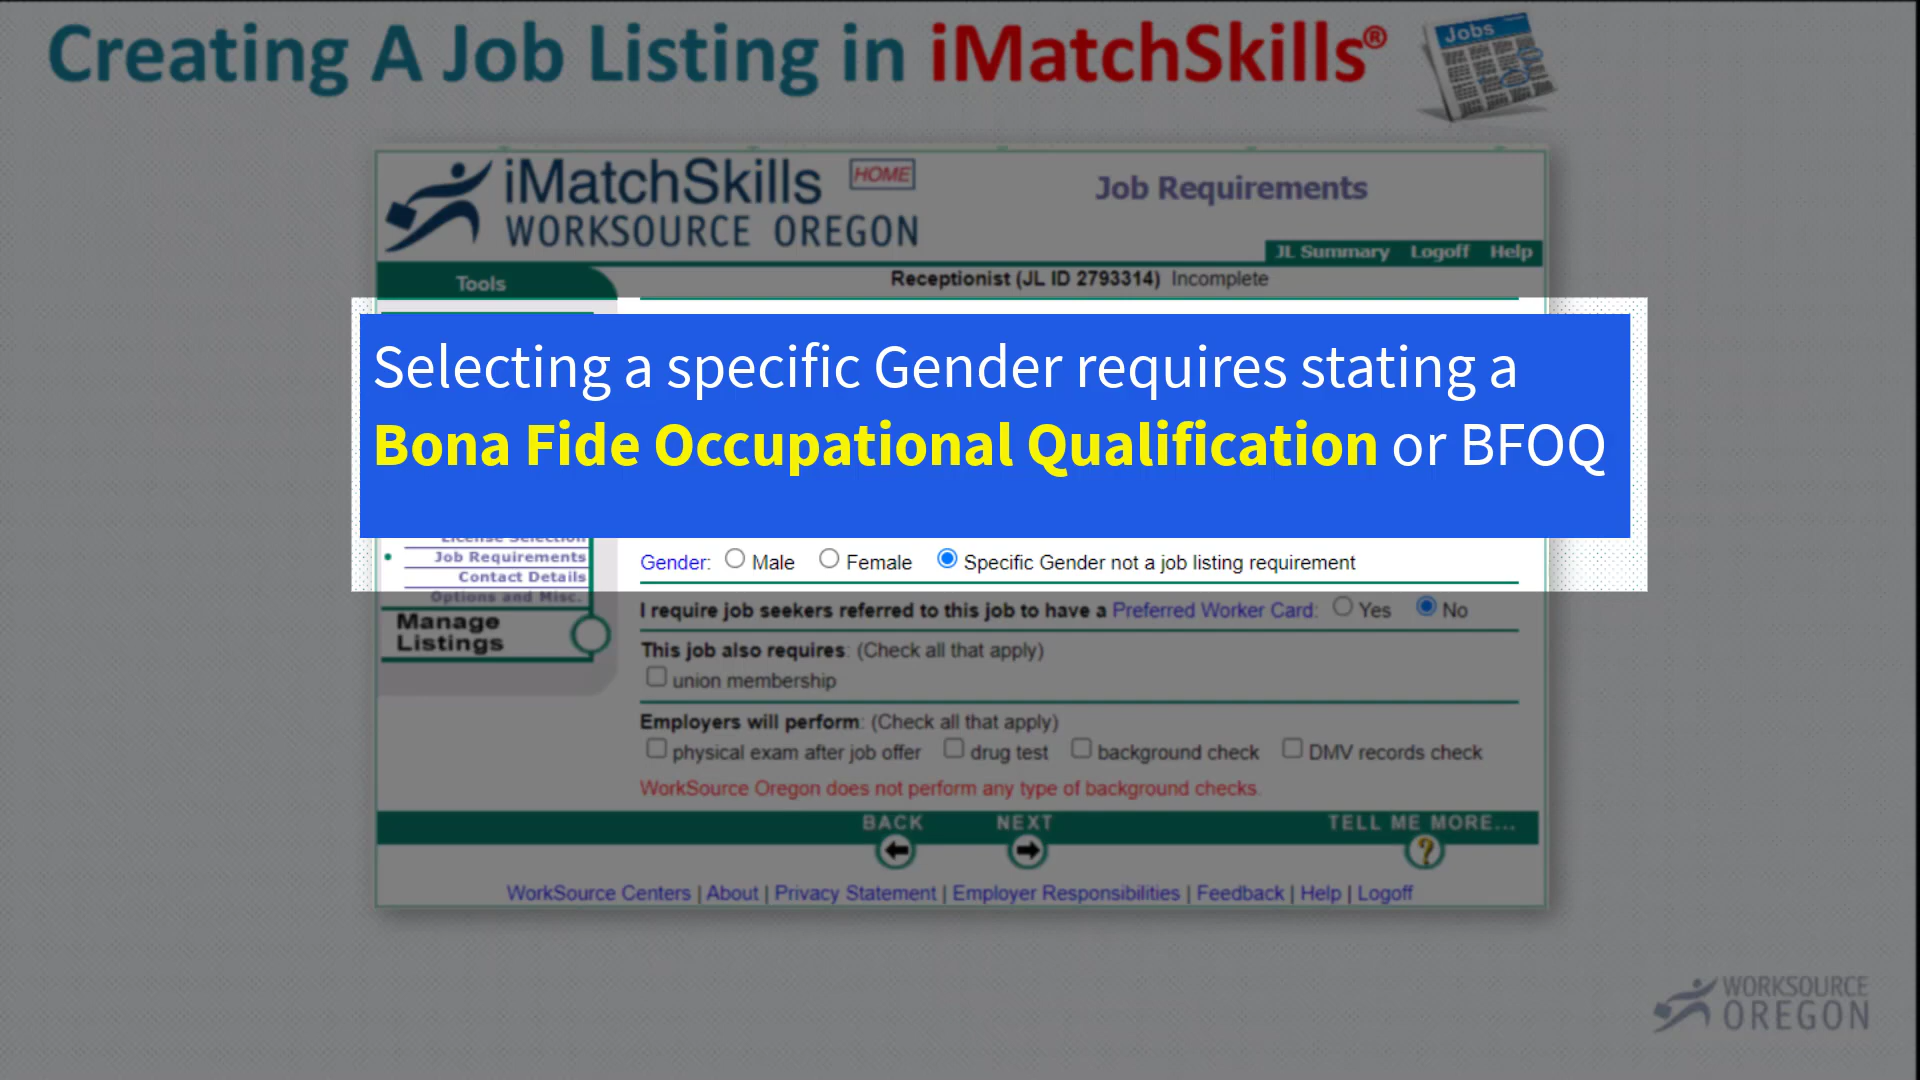 Creating A Job Listing in iMatchSkills®
Jobs
iMatchSkills HOME
WORKSOURCE OREGON
Job Requirements
JL Summary Logoff Help
Tools
Receptionist (JL ID 2793314) Incomplete
Selecting a specific Gender requires stating a
Bona Fide Occupational Qualification or BFOQ
License Selection
Job Requirements
Contact Details
Options and Misc.
Manage
Listings
Gender: Male Female Specific Gender not a job listing requirement
I require job seekers referred to this job to have a Preferred Worker Card: Yes No
This job also requires: (Check all that apply)
union membership
Employers will perform: (Check all that apply)
physical exam after job offer drug test background check DMV records check
WorkSource Oregon does not perform any type of background checks.
BACK NEXT TELL ME MORE...
?
WorkSource Centers | About | Privacy Statement | Employer Responsibilities | Feedback | Help | Logoff
WORKSOURCE
OREGON